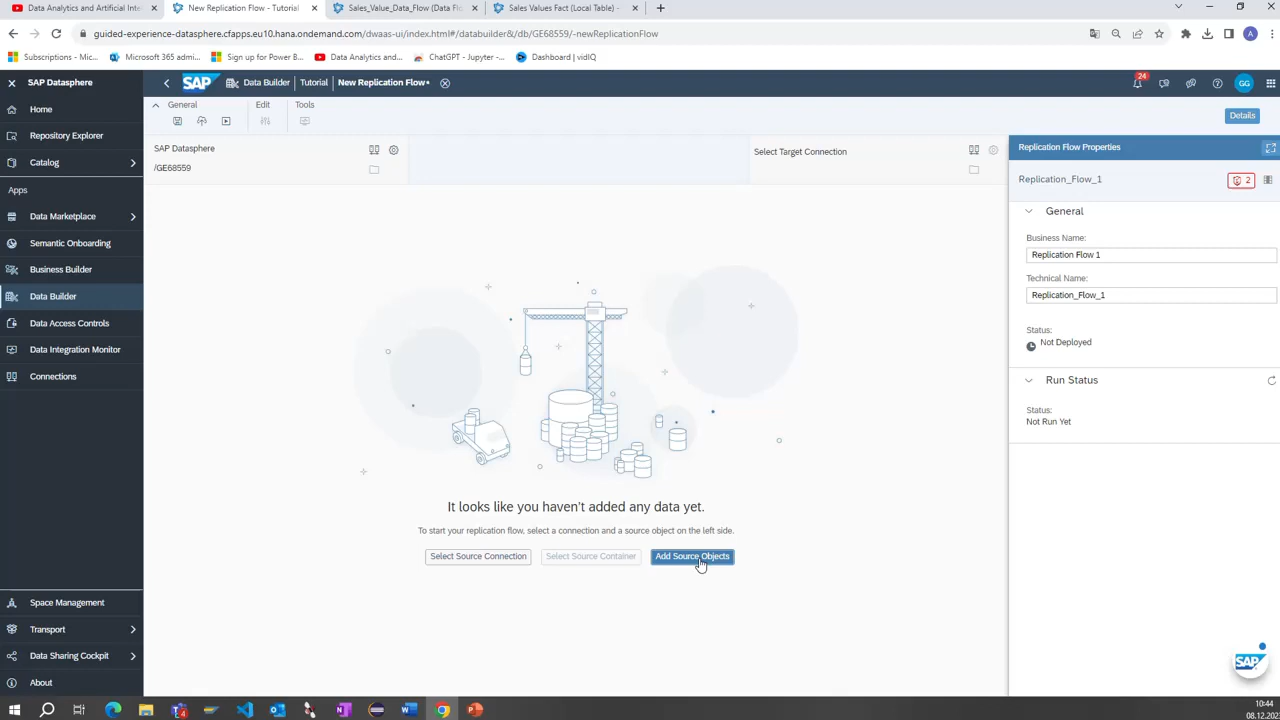 Data Analytics and Artificial Intel
New Replication Flow - Tutorial
Sales_Value_Data_Flow (Data Fl
Sales Values Fact (Local Table) -
guided-experience-datasphere.cfapps.eu10.hana.ondemand.com/dwaas-ui/index.html#/databuilder&/db/GE68559/-newReplicationFlow
A
Subscriptions - Mic...
Microsoft 365 admi...
Sign up for Power B...
Data Analytics and...
ChatGPT - Jupyter-...
Dashboard | vidIQ
SAP Datasphere
SAP
Data Builder
Tutorial
New Replication Flow*
24
GG
Home
Repository Explorer
Catalog
Apps
Data Marketplace
Semantic Onboarding
Business Builder
Data Builder
Data Access Controls
Data Integration Monitor
Connections
Space Management
Transport
Data Sharing Cockpit
About
General
Edit
Tools
Details
SAP Datasphere
/GE68559
Select Target Connection
It looks like you haven't added any data yet.
To start your replication flow, select a connection and a source object on the left side.
Select Source Connection
Select Source Container
Add Source Objects
Replication Flow Properties
Replication_Flow_1
2
General
Business Name:
Replication Flow 1
Technical Name:
Replication_Flow_1
Status:
Not Deployed
Run Status
Status:
Not Run Yet
SAP
10:44